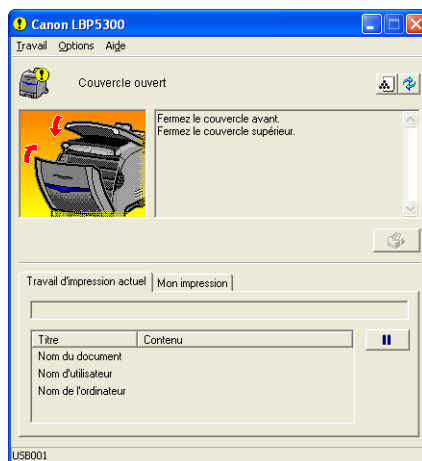 Canon LBP5300
Travail Options Aide
Couvercle ouvert
Fermez le couvercle avant.
Fermez le couvercle supérieur.
Travail d'impression actuel Mon impression
Titre Contenu
Nom du document
Nom d'utilisateur
Nom de l'ordinateur
USB001